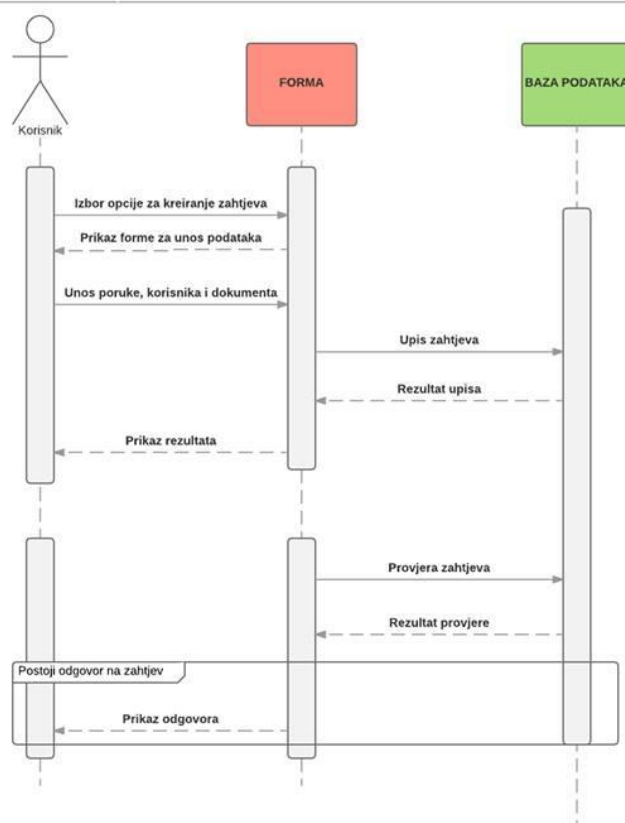 FORMA
BAZA PODATAKA
Korisnik
Izbor opcije za kreiranje zahtjeva
Prikaz forme za unos podataka
Unos poruke, korisnika i dokumenta
Upis zahtjeva
Rezultat upisa
Prikaz rezultata
Provjera zahtjeva
Rezultat provjere
Postoji odgovor na zahtjev
Prikaz odgovora